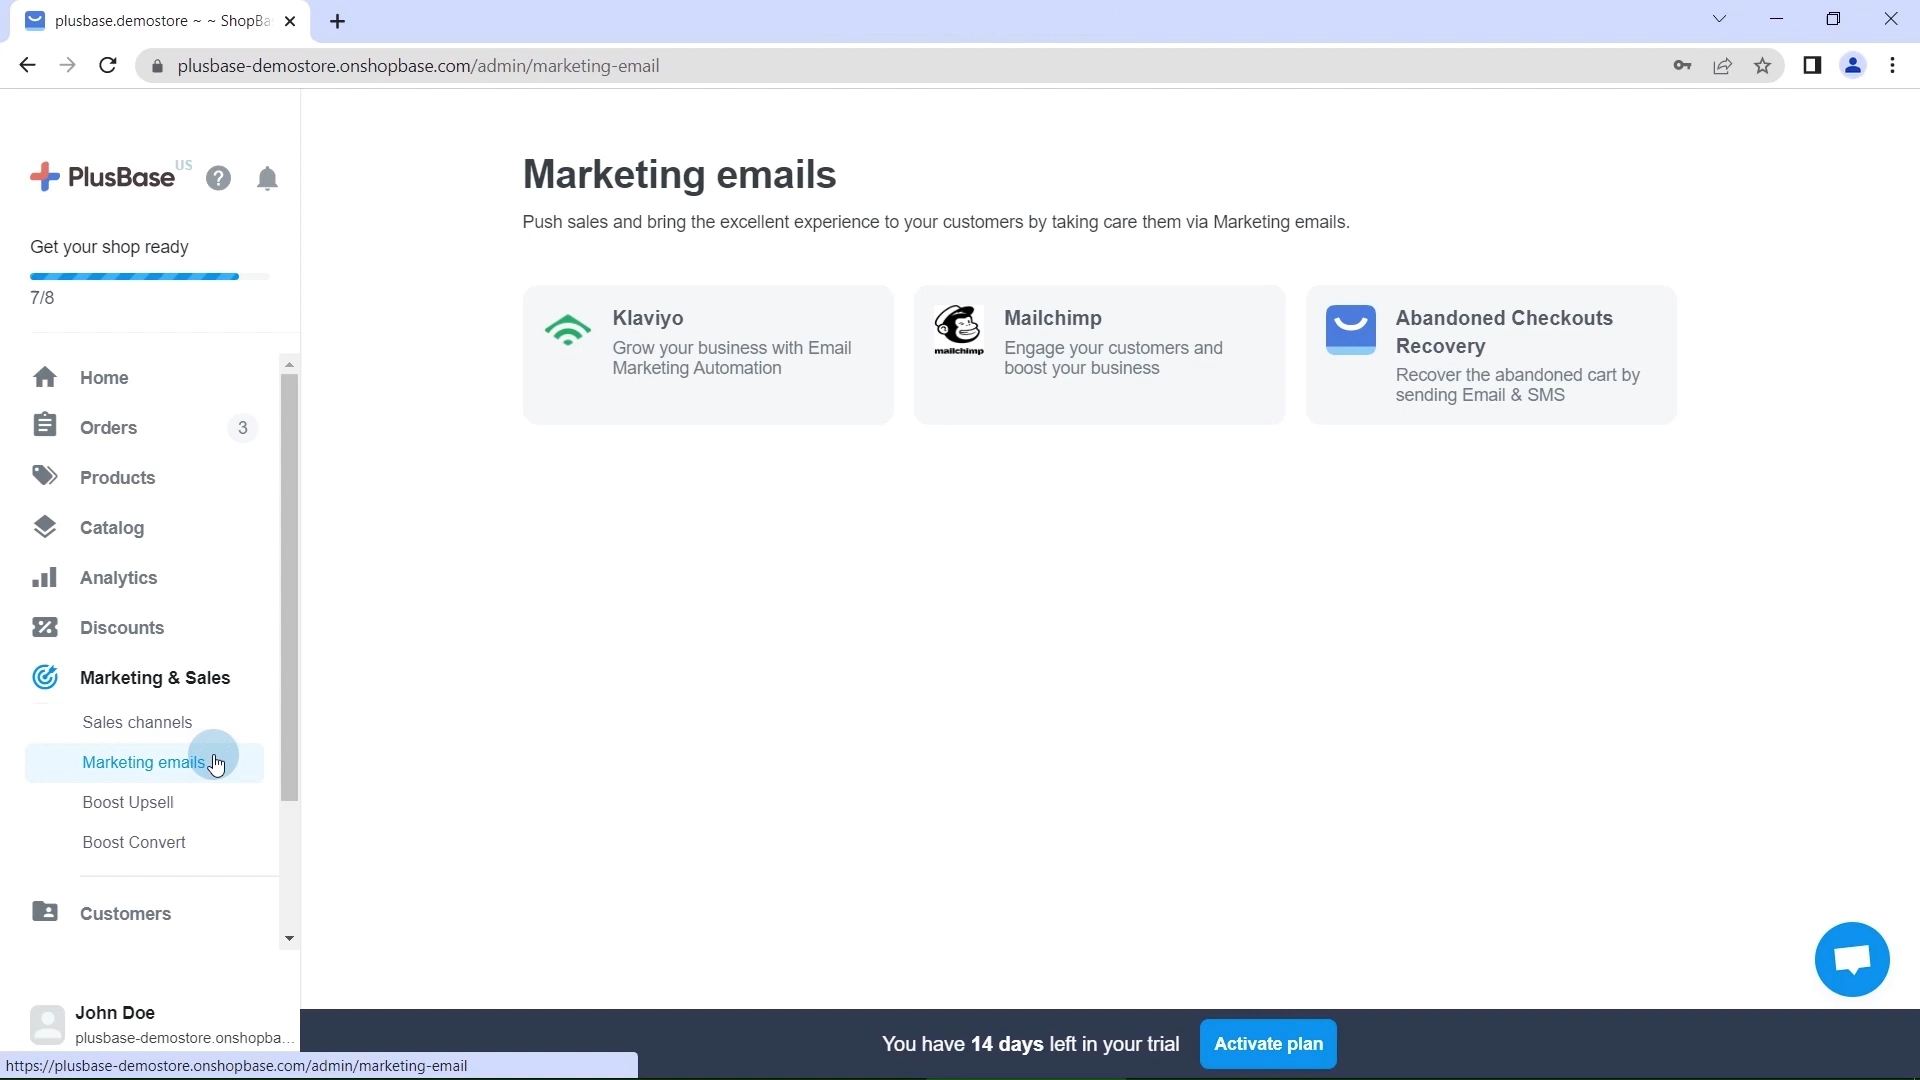 plusbase.demostore ~ ~ ShopBa
plusbase-demostore.onshopbase.com/admin/marketing-email
PlusBase US
Get your shop ready
7/8
Home
Orders 3
Products
Catalog
Analytics
Discounts
Marketing & Sales
Sales channels
Marketing emails
Boost Upsell
Boost Convert
Customers
John Doe
plusbase-demostore.onshopba...
https://plusbase-demostore.onshopbase.com/admin/marketing-email
Marketing emails
Push sales and bring the excellent experience to your customers by taking care them via Marketing emails.
Klaviyo
Grow your business with Email
Marketing Automation
mailchimp
Mailchimp
Engage your customers and
boost your business
Abandoned Checkouts
Recovery
Recover the abandoned cart by
sending Email & SMS
You have 14 days left in your trial
Activate plan